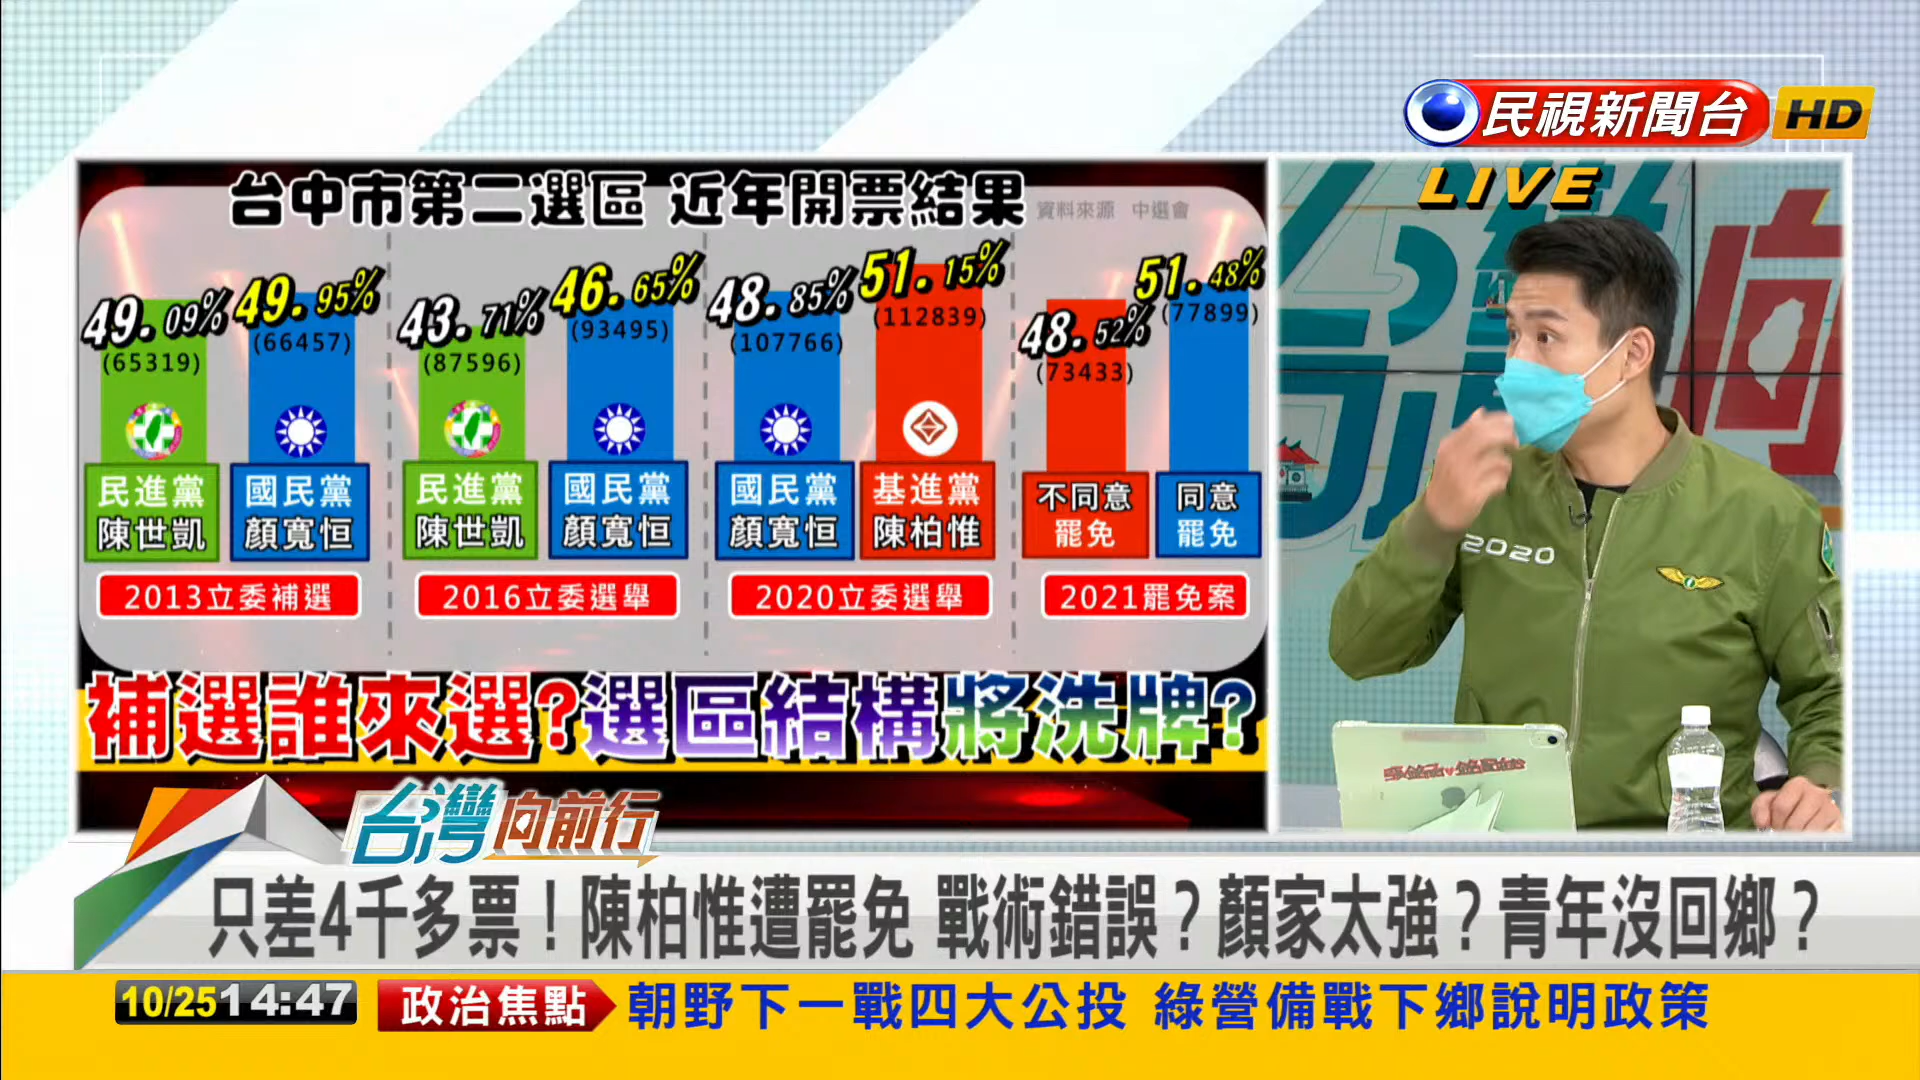 民視新聞台 HD
LIVE
台中市第二選區 近年開票結果 資料來源 中選會
49.09% 49.95% 43.71% 46.65% 48.85% 51.15% 48.52% 51.48%
(65319) (66457) (87596) (93495) (107766) (112839) (73433) (77899)
民進黨 國民黨 民進黨 國民黨 國民黨 基進黨 不同意 同意
陳世凱 顏寬恒 陳世凱 顏寬恒 顏寬恒 陳柏惟 罷免 罷免
2013立委補選 2016立委選舉 2020立委選舉 2021罷免案
補選誰來選?選區結構將洗牌?
2020
台灣向前行
只差4千多票！陳柏惟遭罷免 戰術錯誤？顏家太強？青年沒回鄉？
10/25 14:47 政治焦點 朝野下一戰四大公投 綠營備戰下鄉說明政策